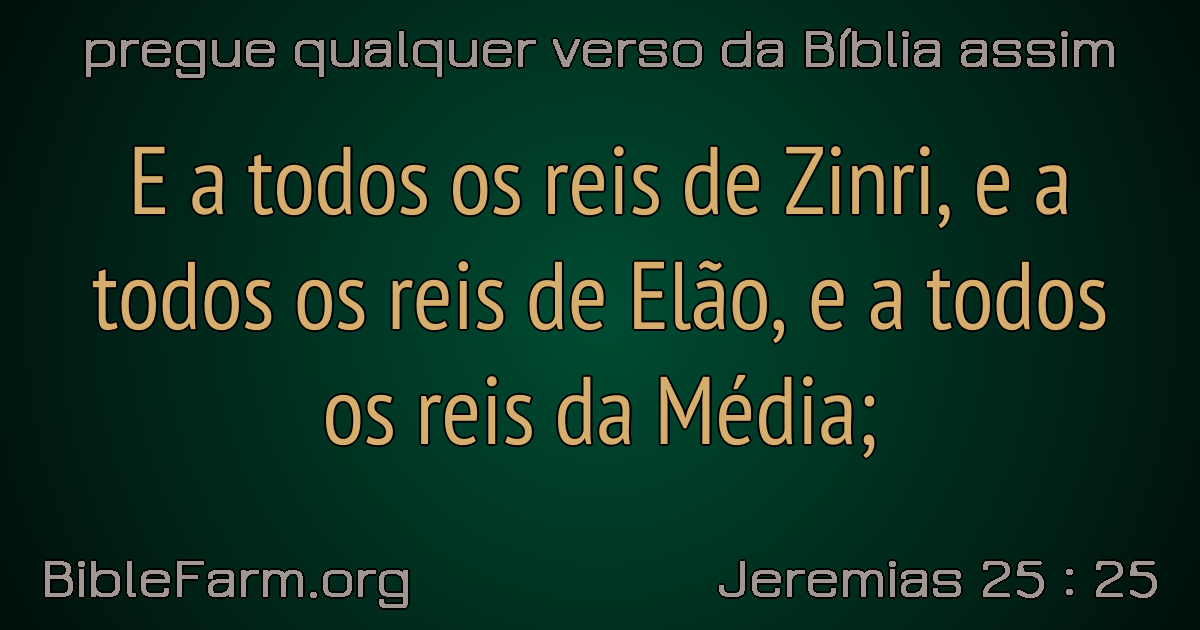 pregue qualquer verso da Bíblia assim
E a todos os reis de Zinri, e a
todos os reis de Elão, e a todos
os reis da Média;
BibleFarm.org
Jeremias 25 : 25